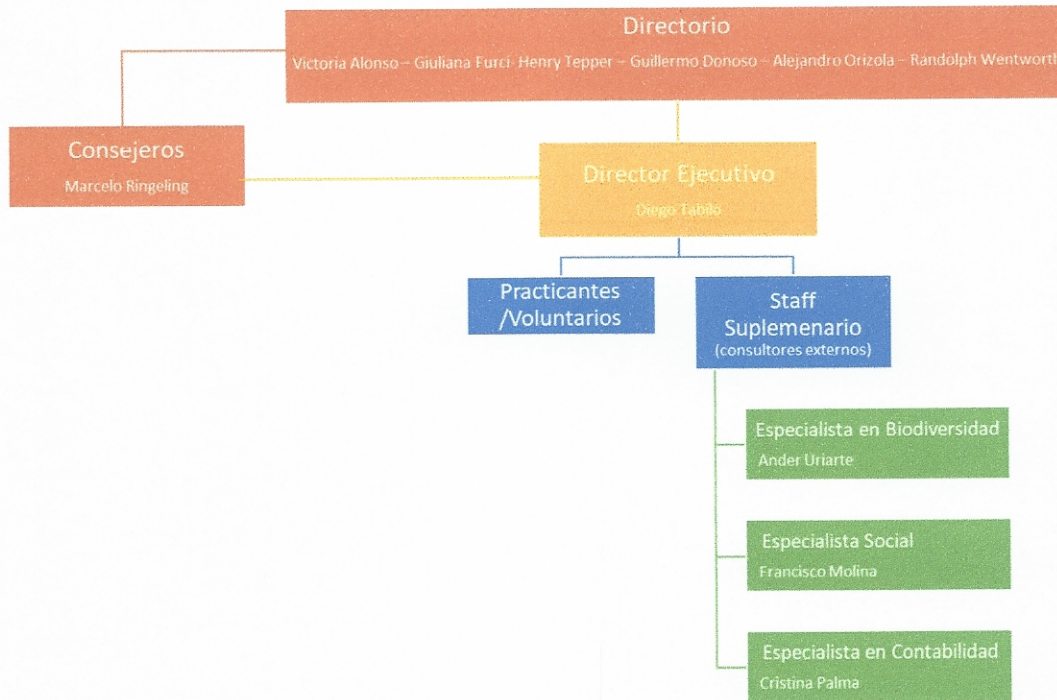 Directorio
Victoria Alonso – Giuliana Furci- Henry Tepper – Guillermo Donoso – Alejandro Orizola – Randolph Wentworth
Consejeros
Marcelo Ringeling
Director Ejecutivo
Diego Tabilo
Practicantes
/Voluntarios
Staff
Suplemenario
(consultores externos)
Especialista en Biodiversidad
Ander Uriarte
Especialista Social
Francisco Molina
Especialista en Contabilidad
Cristina Palma